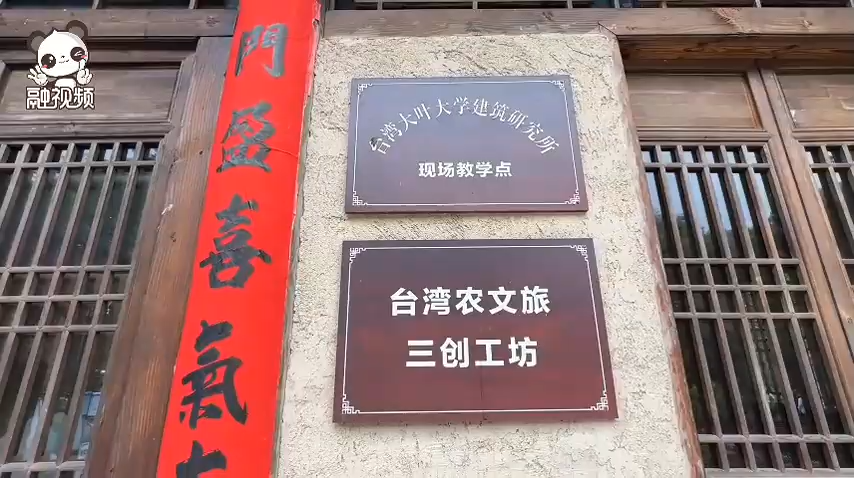 融视频
門盈喜氣
台湾大叶大学建筑研究所
现场教学点
台湾农文旅
三创工坊